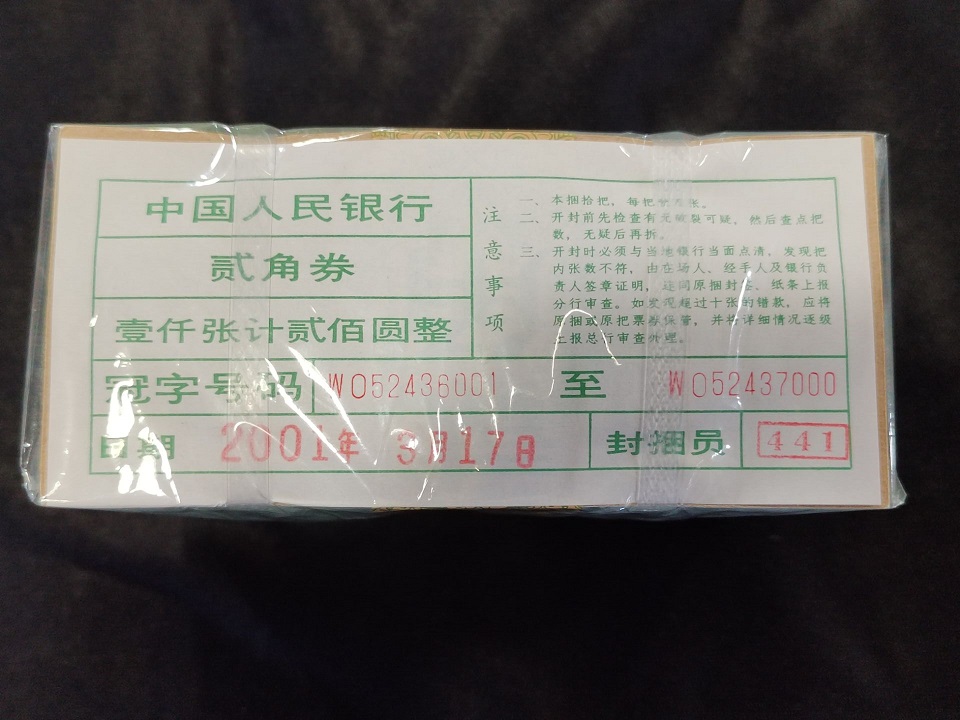 中国人民银行
贰角券
壹仟张计贰佰圆整
注意事项
一、本捆拾把，每把壹百张。
二、开封前先检查有无破裂可疑，然后查点把
数，无疑后再拆。
三、开封时必须与当地银行当面点清，发现把
内张数不符，由在场人、经手人及银行负
责人签章证明，连同原捆封签、纸条上报
分行审查。如发现超过十张的错款，应将
原捆或原把票券保管，并将详细情况逐级
上报总行审查处理。
冠字号码 WO52436001 至 WO52437000
日期 2001年 3月17日 封捆员 441